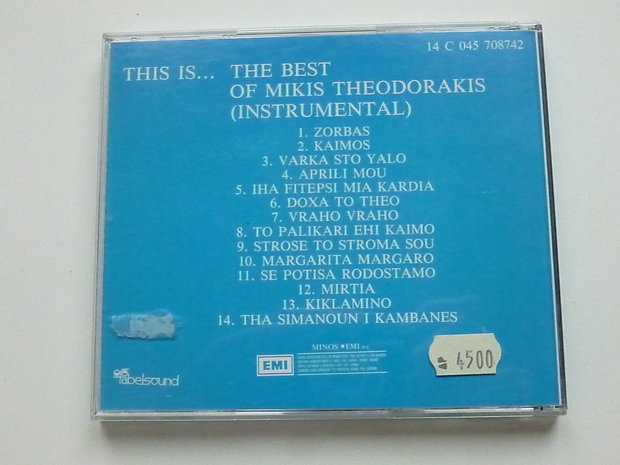 14 C 045 708742
THIS IS... THE BEST
OF MIKIS THEODORAKIS
(INSTRUMENTAL)
1. ZORBAS
2. KAIMOS
3. VARKA STO YALO
4. APRILI MOU
5. IHA FITEPSI MIA KARDIA
6. DOXA TO THEO
7. VRAHO VRAHO
8. TO PALIKARI EHI KAIMO
9. STROSE TO STROMA SOU
10. MARGARITA MARGARO
11. SE POTISA RODOSTAMO
12. MIRTIA
13. KIKLAMINO
14. THA SIMANOUN I KAMBANES
MINOS • EMI
EMI
fabelsound
4500